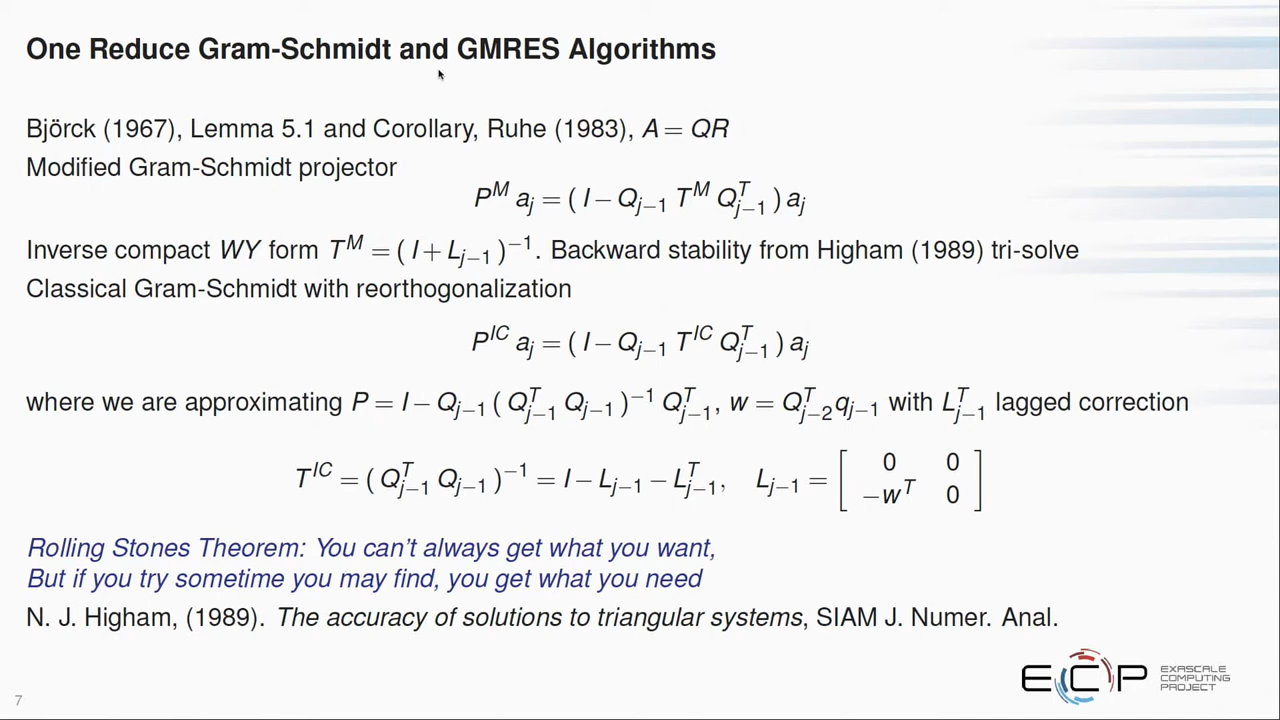 One Reduce Gram-Schmidt and GMRES Algorithms
Björck (1967), Lemma 5.1 and Corollary, Ruhe (1983), $A = QR$
Modified Gram-Schmidt projector
$P^M a_j = ( I - Q_{j-1} T^M Q_{j-1}^T ) a_j$
Inverse compact $WY$ form $T^M = ( I + L_{j-1} )^{-1}$. Backward stability from Higham (1989) tri-solve
Classical Gram-Schmidt with reorthogonalization
$P^{IC} a_j = ( I - Q_{j-1} T^{IC} Q_{j-1}^T ) a_j$
where we are approximating $P = I - Q_{j-1} ( Q_{j-1}^T Q_{j-1} )^{-1} Q_{j-1}^T$, $w = Q_{j-2}^T q_{j-1}$ with $L_{j-1}^T$ lagged correction
$T^{IC} = ( Q_{j-1}^T Q_{j-1} )^{-1} = I - L_{j-1} - L_{j-1}^T, \quad L_{j-1} = \begin{bmatrix} 0 & 0 \\ -w^T & 0 \end{bmatrix}$
Rolling Stones Theorem: You can't always get what you want,
But if you try sometime you may find, you get what you need
N. J. Higham, (1989). The accuracy of solutions to triangular systems, SIAM J. Numer. Anal.
ECP
EXASCALE
COMPUTING
PROJECT
7